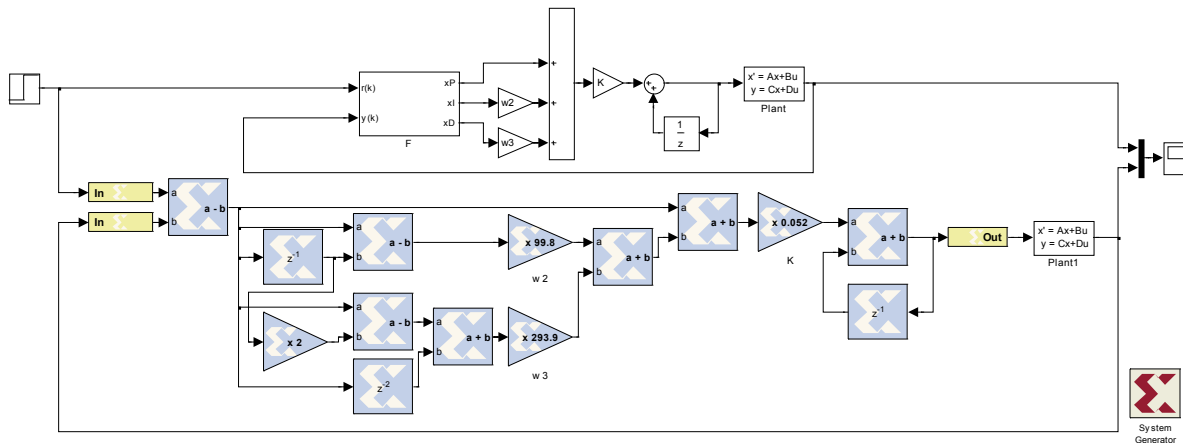 r(k)
y (k)
xP
xI
xD
F
w2
w3
+
+
+
K
+
+
1
z
x' = Ax+Bu
y = Cx+Du
Plant
In
In
a
b
a - b
z-1
a
b
a - b
x 99.8
w 2
a
b
a + b
a
b
a + b
x 0.052
K
a
b
a + b
z-1
Out
x' = Ax+Bu
y = Cx+Du
Plant1
x 2
a
b
a - b
z-2
a
b
a + b
x 293.9
w 3
System
Generator